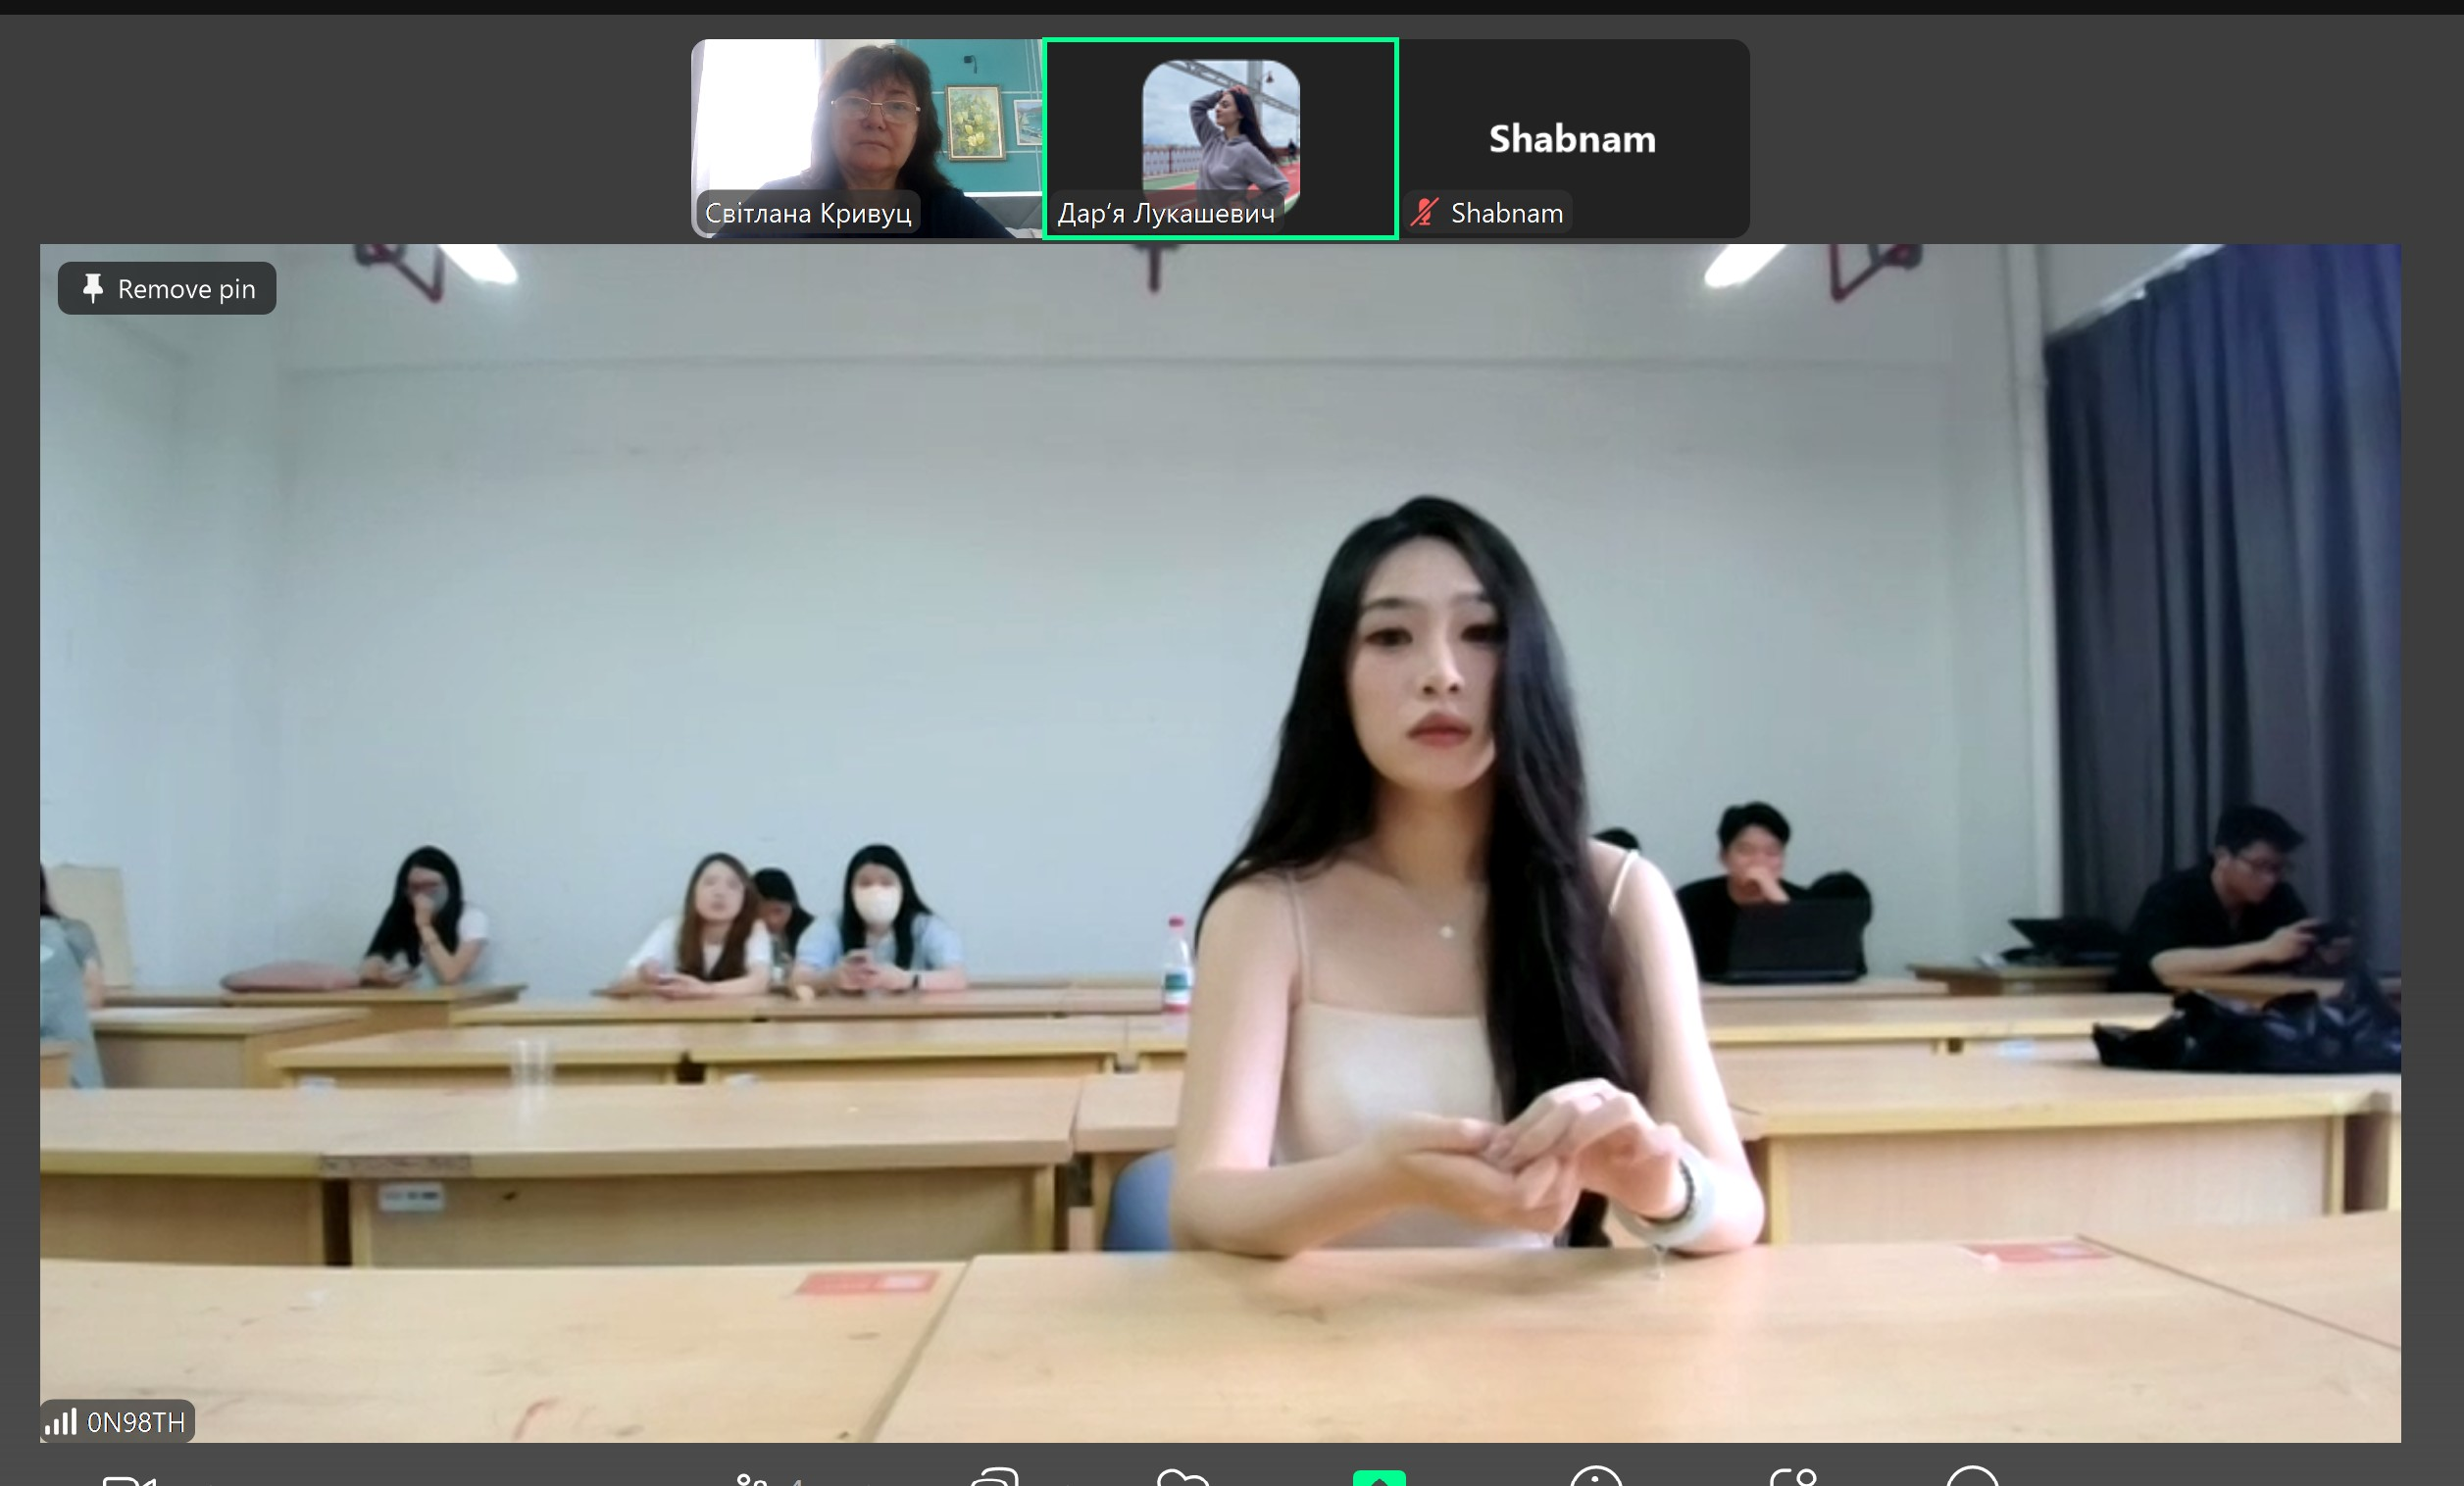 Shabnam
Світлана Кривуц
Дар‘я Лукашевич
Shabnam
Remove pin
0N98TH